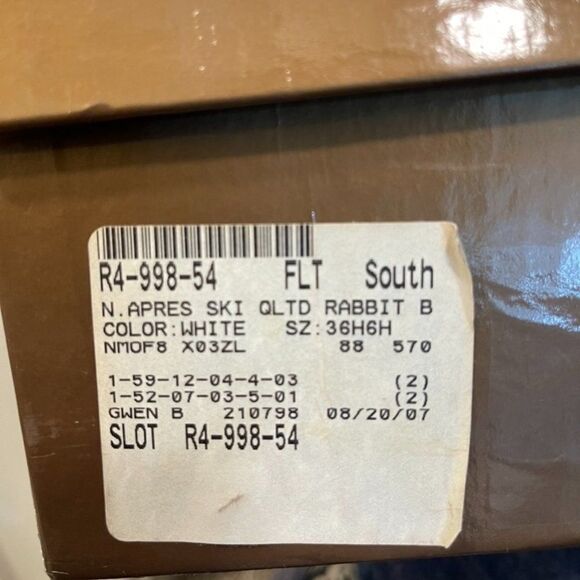 R4-998-54 FLT South
N.APRES SKI QLTD RABBIT B
COLOR:WHITE SZ:36H6H
NMOF8 X03ZL 88 570
1-59-12-04-4-03 (2)
1-52-07-03-5-01 (2)
GWEN B 210798 08/20/07
SLOT R4-998-54